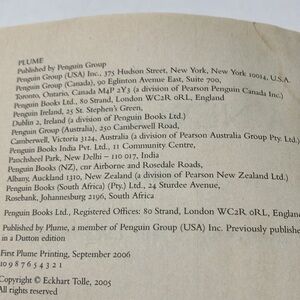 PLUME
Published by Penguin Group
Penguin Group (USA) Inc., 375 Hudson Street, New York, New York 10014, U.S.A.
Penguin Group (Canada), 90 Eglinton Avenue East, Suite 700,
Toronto, Ontario, Canada M4P 2Y3 (a division of Pearson Penguin Canada Inc.)
Penguin Books Ltd., 80 Strand, London WC2R 0RL, England
Penguin Ireland, 25 St. Stephen's Green,
Dublin 2, Ireland (a division of Penguin Books Ltd.)
Penguin Group (Australia), 250 Camberwell Road,
Camberwell, Victoria 3124, Australia (a division of Pearson Australia Group Pty. Ltd.)
Penguin Books India Pvt. Ltd., 11 Community Centre,
Panchsheel Park, New Delhi – 110 017, India
Penguin Books (NZ), cnr Airborne and Rosedale Roads,
Albany, Auckland 1310, New Zealand (a division of Pearson New Zealand Ltd.)
Penguin Books (South Africa) (Pty.) Ltd., 24 Sturdee Avenue,
Rosebank, Johannesburg 2196, South Africa
Penguin Books Ltd., Registered Offices: 80 Strand, London WC2R 0RL, England
Published by Plume, a member of Penguin Group (USA) Inc. Previously publishe
in a Dutton edition
First Plume Printing, September 2006
10 9 8 7 6 5 4 3 2 1
Copyright © Eckhart Tolle, 2005
All rights reserved